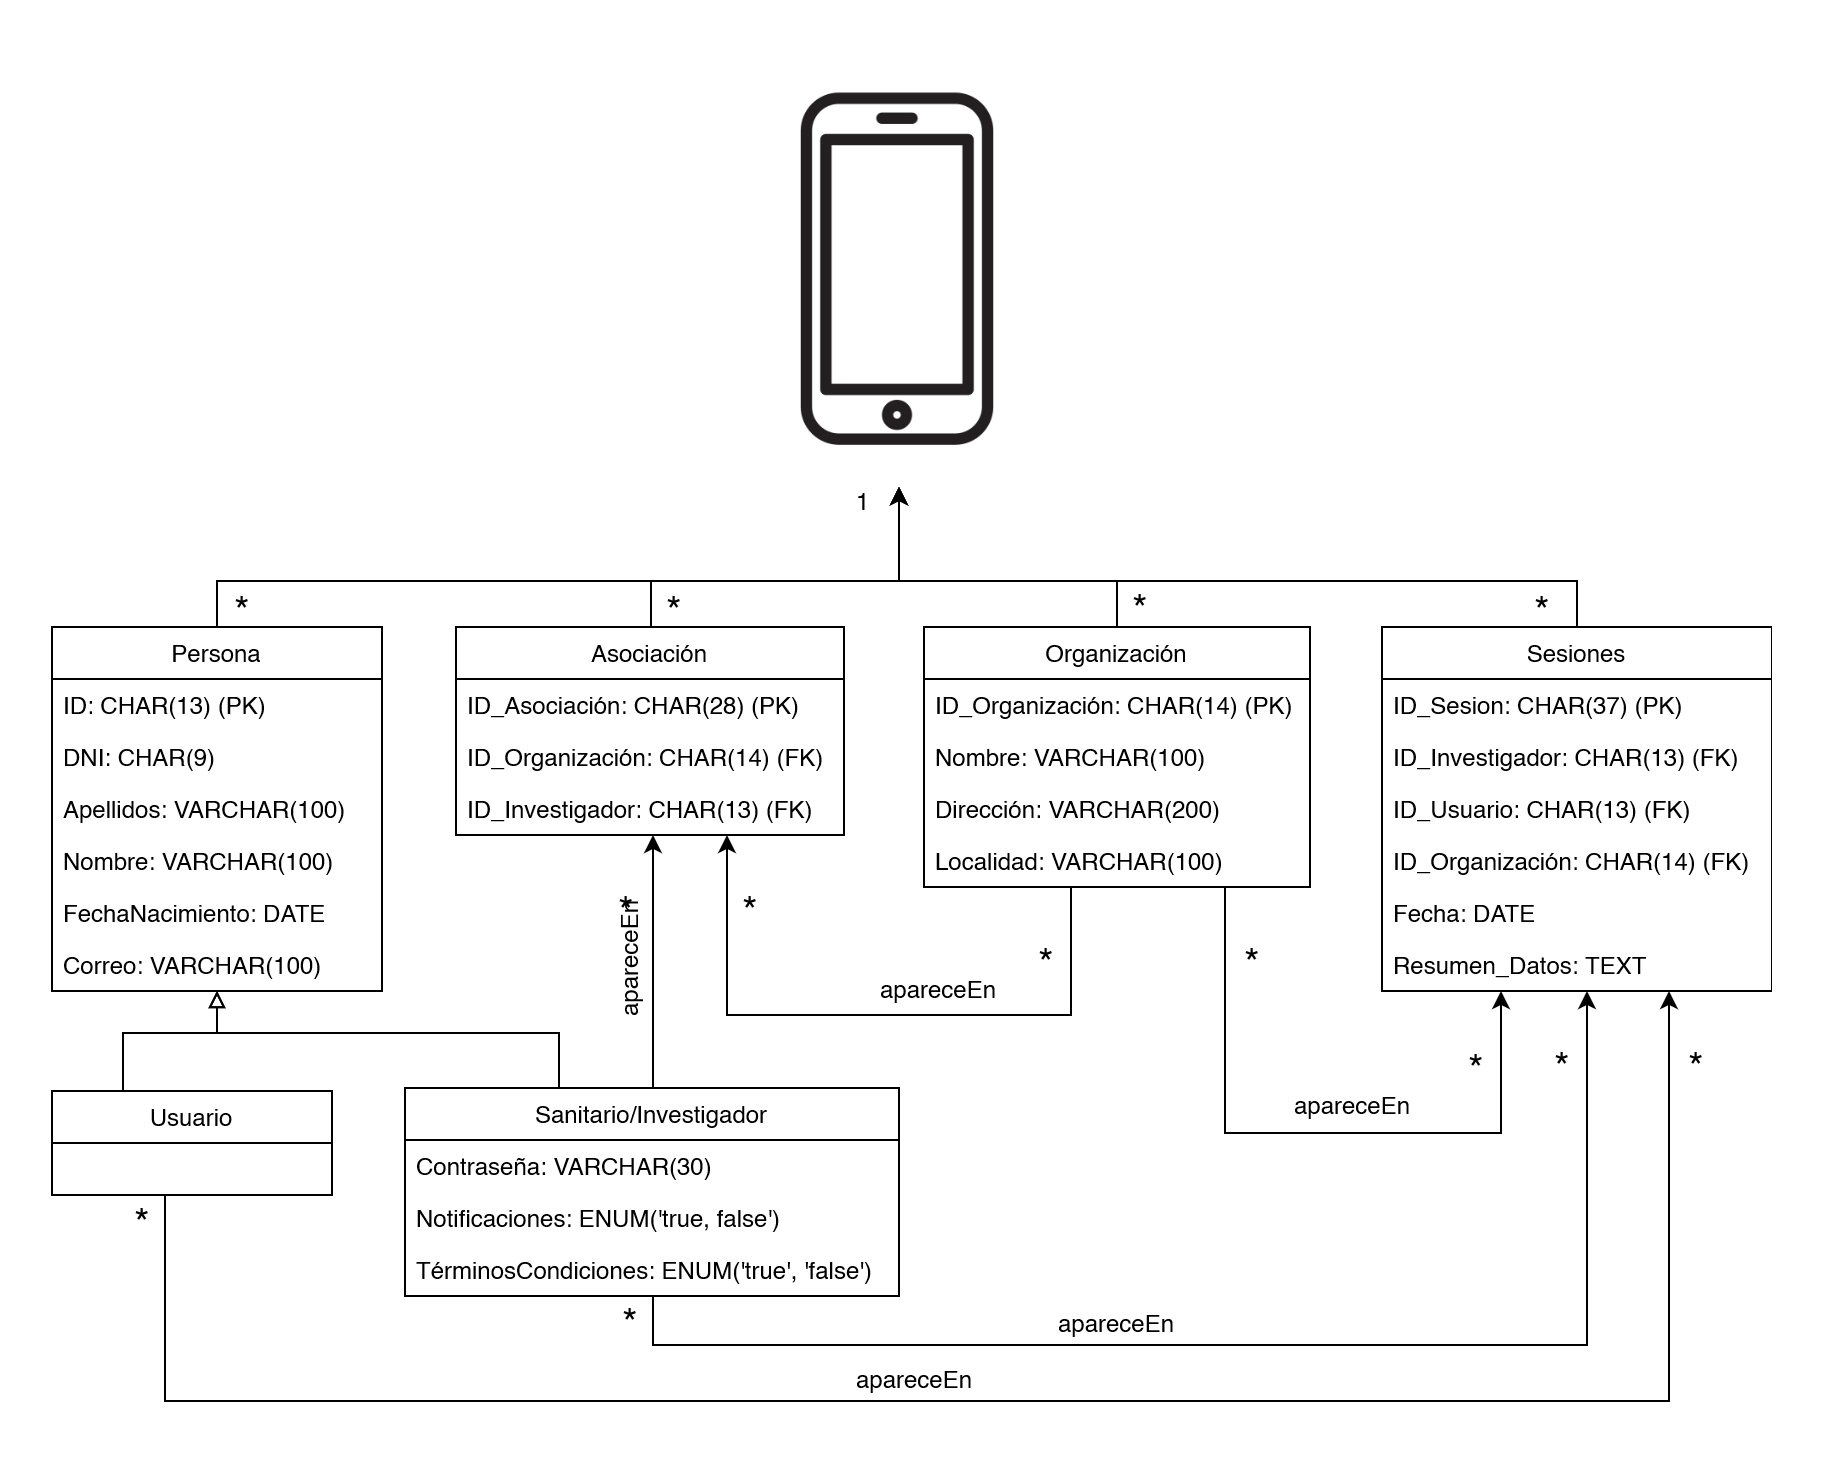 1
*
*
*
*
Persona
ID: CHAR(13) (PK)
DNI: CHAR(9)
Apellidos: VARCHAR(100)
Nombre: VARCHAR(100)
FechaNacimiento: DATE
Correo: VARCHAR(100)
Asociación
ID_Asociación: CHAR(28) (PK)
ID_Organización: CHAR(14) (FK)
ID_Investigador: CHAR(13) (FK)
Organización
ID_Organización: CHAR(14) (PK)
Nombre: VARCHAR(100)
Dirección: VARCHAR(200)
Localidad: VARCHAR(100)
Sesiones
ID_Sesion: CHAR(37) (PK)
ID_Investigador: CHAR(13) (FK)
ID_Usuario: CHAR(13) (FK)
ID_Organización: CHAR(14) (FK)
Fecha: DATE
Resumen_Datos: TEXT
*
apareceEn
*
*
apareceEn
*
*
*
*
apareceEn
Usuario
*
Sanitario/Investigador
Contraseña: VARCHAR(30)
Notificaciones: ENUM('true, false')
TérminosCondiciones: ENUM('true', 'false')
*
apareceEn
apareceEn